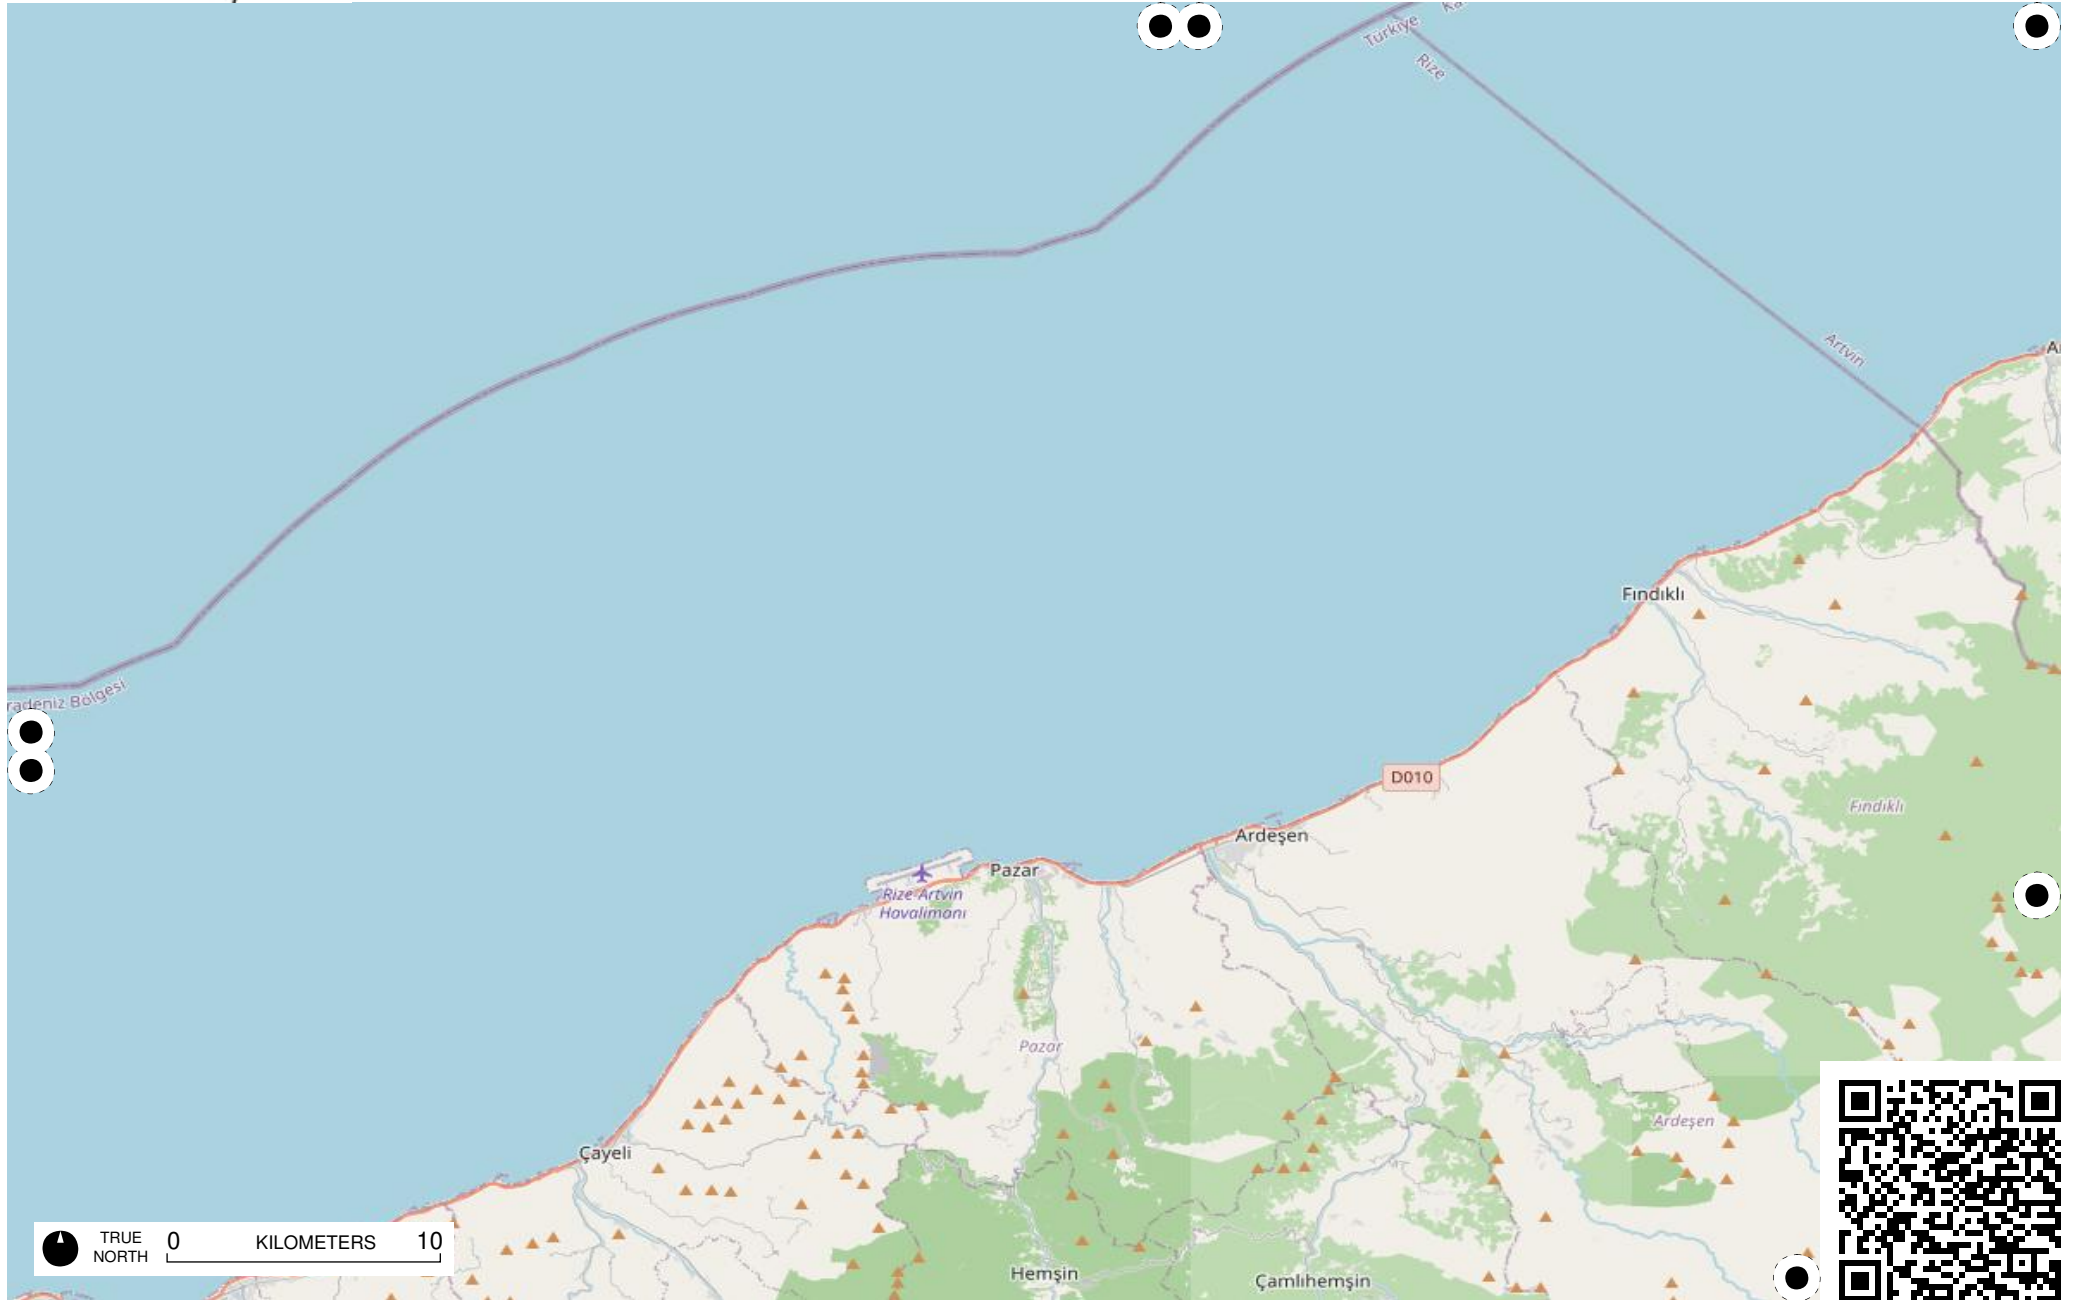 Türkiye
Rize
Artvin
Fındıklı
radeniz Bölgesi
D010
Fındıklı
Ardeşen
Pazar
Rize-Artvin
Havalimanı
Pazar
Ardeşen
Çayeli
TRUE
NORTH
0 KILOMETERS 10
Hemşin
Çamlıhemşin